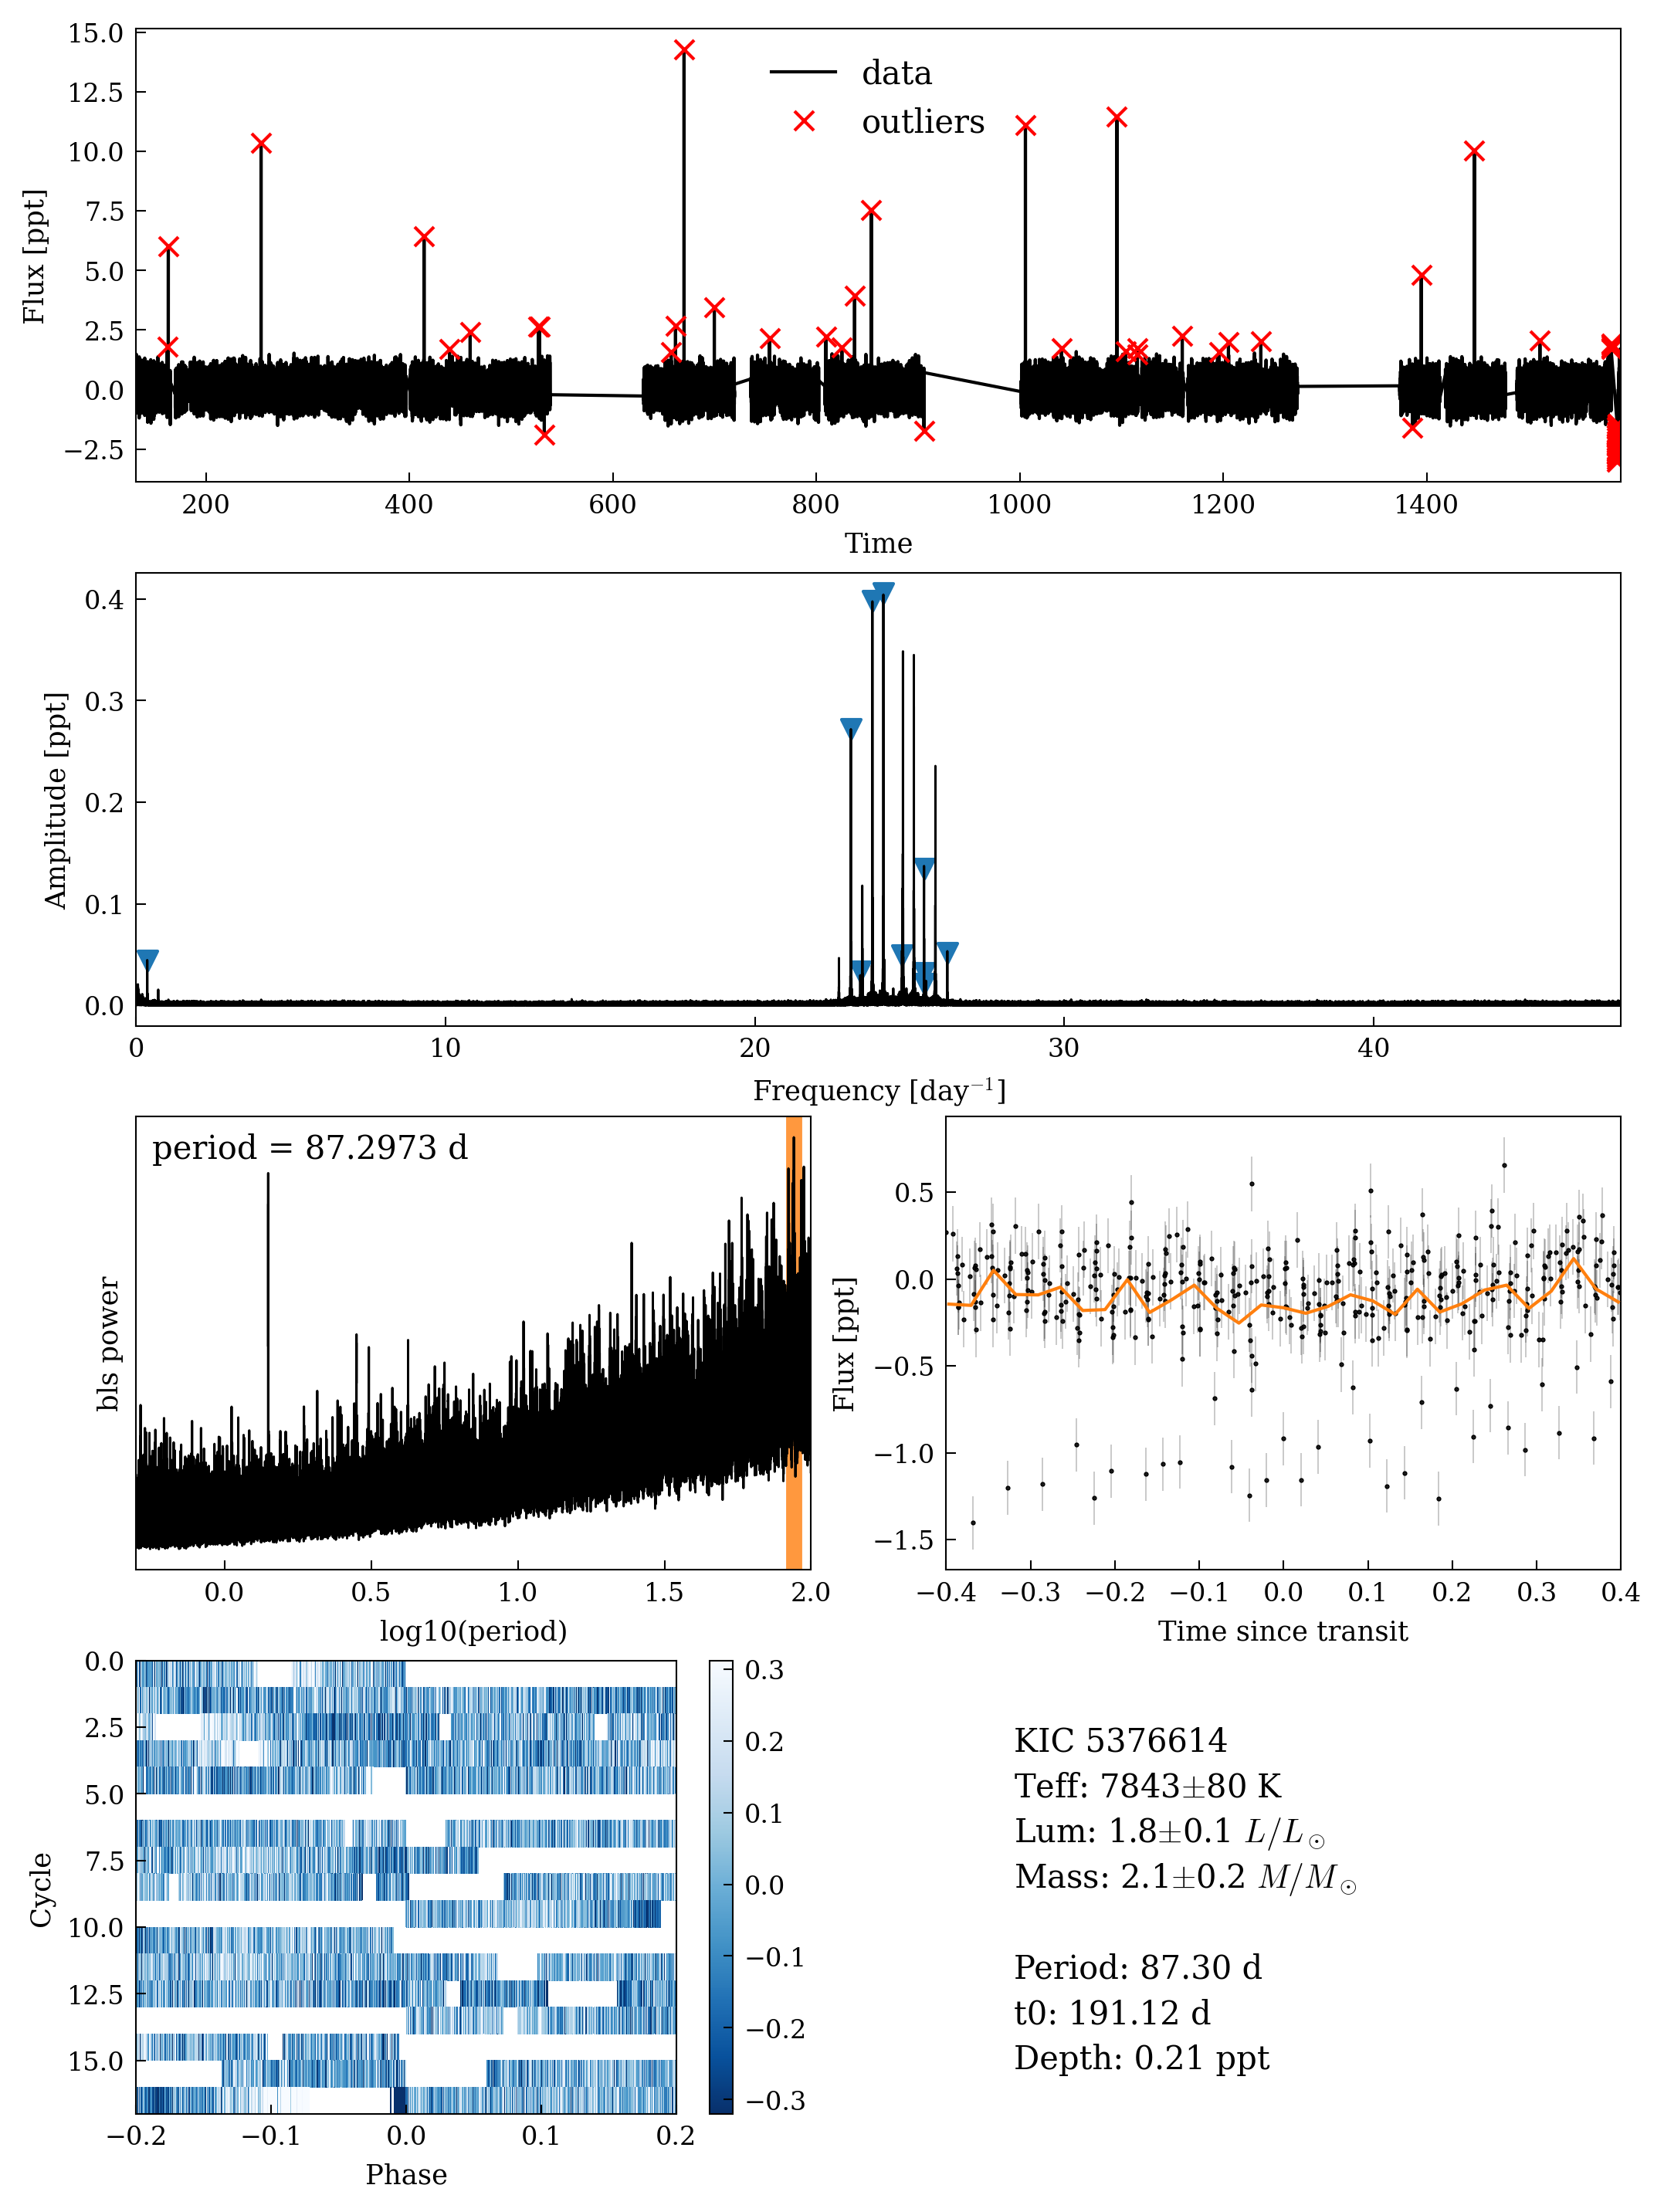 15.0
12.5
10.0
7.5
5.0
2.5
0.0
−2.5
Flux [ppt]
data
outliers
200 400 600 800 1000 1200 1400
Time
0.4
0.3
0.2
0.1
0.0
Amplitude [ppt]
0 10 20 30 40
Frequency [day⁻¹]
period = 87.2973 d
bls power
0.0 0.5 1.0 1.5 2.0
log10(period)
0.5
0.0
−0.5
−1.0
−1.5
Flux [ppt]
−0.4 −0.3 −0.2 −0.1 0.0 0.1 0.2 0.3 0.4
Time since transit
0.0
2.5
5.0
7.5
10.0
12.5
15.0
Cycle
−0.2 −0.1 0.0 0.1 0.2
Phase
0.3
0.2
0.1
0.0
−0.1
−0.2
−0.3
KIC 5376614
Teff: 7843±80 K
Lum: 1.8±0.1 L/L⊙
Mass: 2.1±0.2 M/M⊙
Period: 87.30 d
t0: 191.12 d
Depth: 0.21 ppt